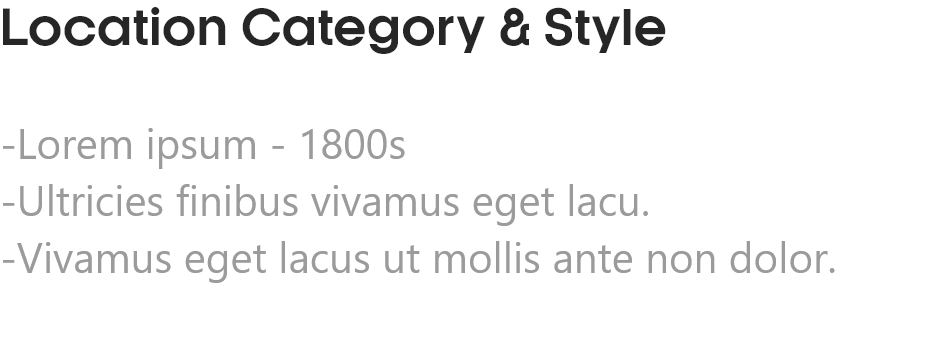 Location Category & Style
-Lorem ipsum - 1800s
-Ultricies finibus vivamus eget lacu.
-Vivamus eget lacus ut mollis ante non dolor.